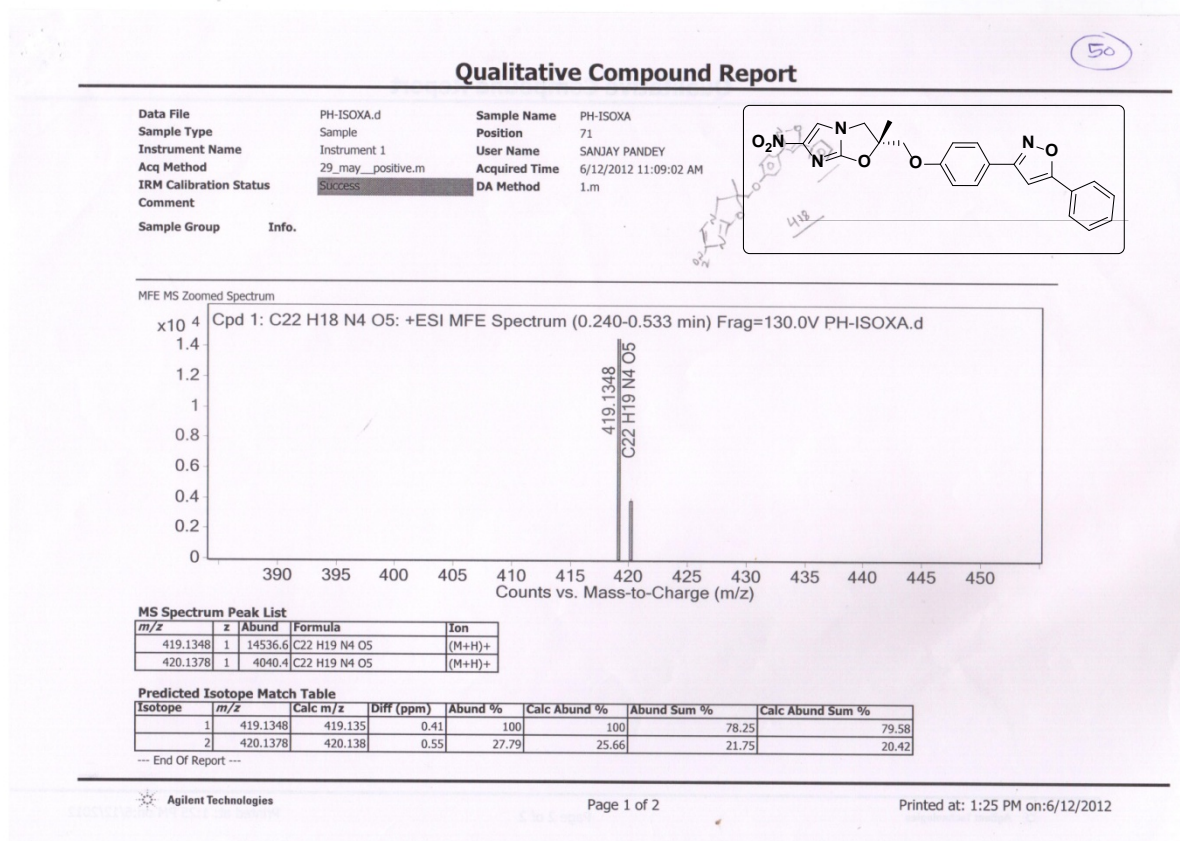 50
Qualitative Compound Report
Data File PH-ISOXA.d Sample Name PH-ISOXA
Sample Type Sample Position 71
Instrument Name Instrument 1 User Name SANJAY PANDEY
Acq Method 29_may__positive.m Acquired Time 6/12/2012 11:09:02 AM
IRM Calibration Status Success DA Method 1.m
Comment
Sample Group Info.
O2N N N O O N O
418
MFE MS Zoomed Spectrum
x10 4 Cpd 1: C22 H18 N4 O5: +ESI MFE Spectrum (0.240-0.533 min) Frag=130.0V PH-ISOXA.d
1.4
1.2
1
0.8
0.6
0.4
0.2
0
419.1348
C22 H19 N4 O5
390 395 400 405 410 415 420 425 430 435 440 445 450
Counts vs. Mass-to-Charge (m/z)
MS Spectrum Peak List
m/z z Abund Formula Ion
419.1348 1 14536.6 C22 H19 N4 O5 (M+H)+
420.1378 1 4040.4 C22 H19 N4 O5 (M+H)+
Predicted Isotope Match Table
Isotope m/z Calc m/z Diff (ppm) Abund % Calc Abund % Abund Sum % Calc Abund Sum %
1 419.1348 419.135 0.41 100 100 78.25 79.58
2 420.1378 420.138 0.55 27.79 25.66 21.75 20.42
--- End Of Report ---
Agilent Technologies Page 1 of 2 Printed at: 1:25 PM on:6/12/2012